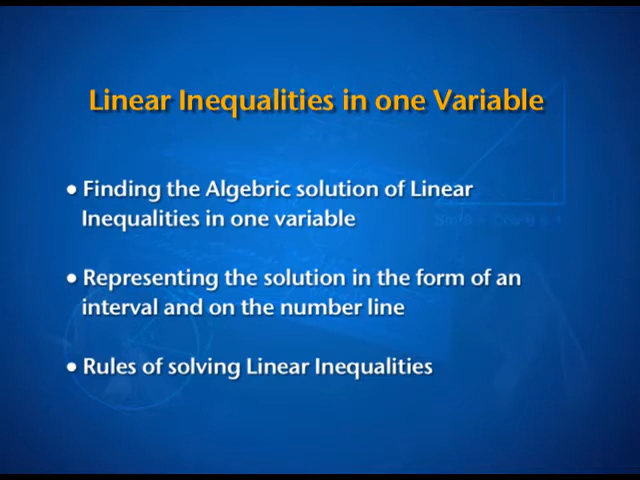 Linear Inequalities in one Variable
• Finding the Algebric solution of Linear
Inequalities in one variable
• Representing the solution in the form of an
interval and on the number line
• Rules of solving Linear Inequalities